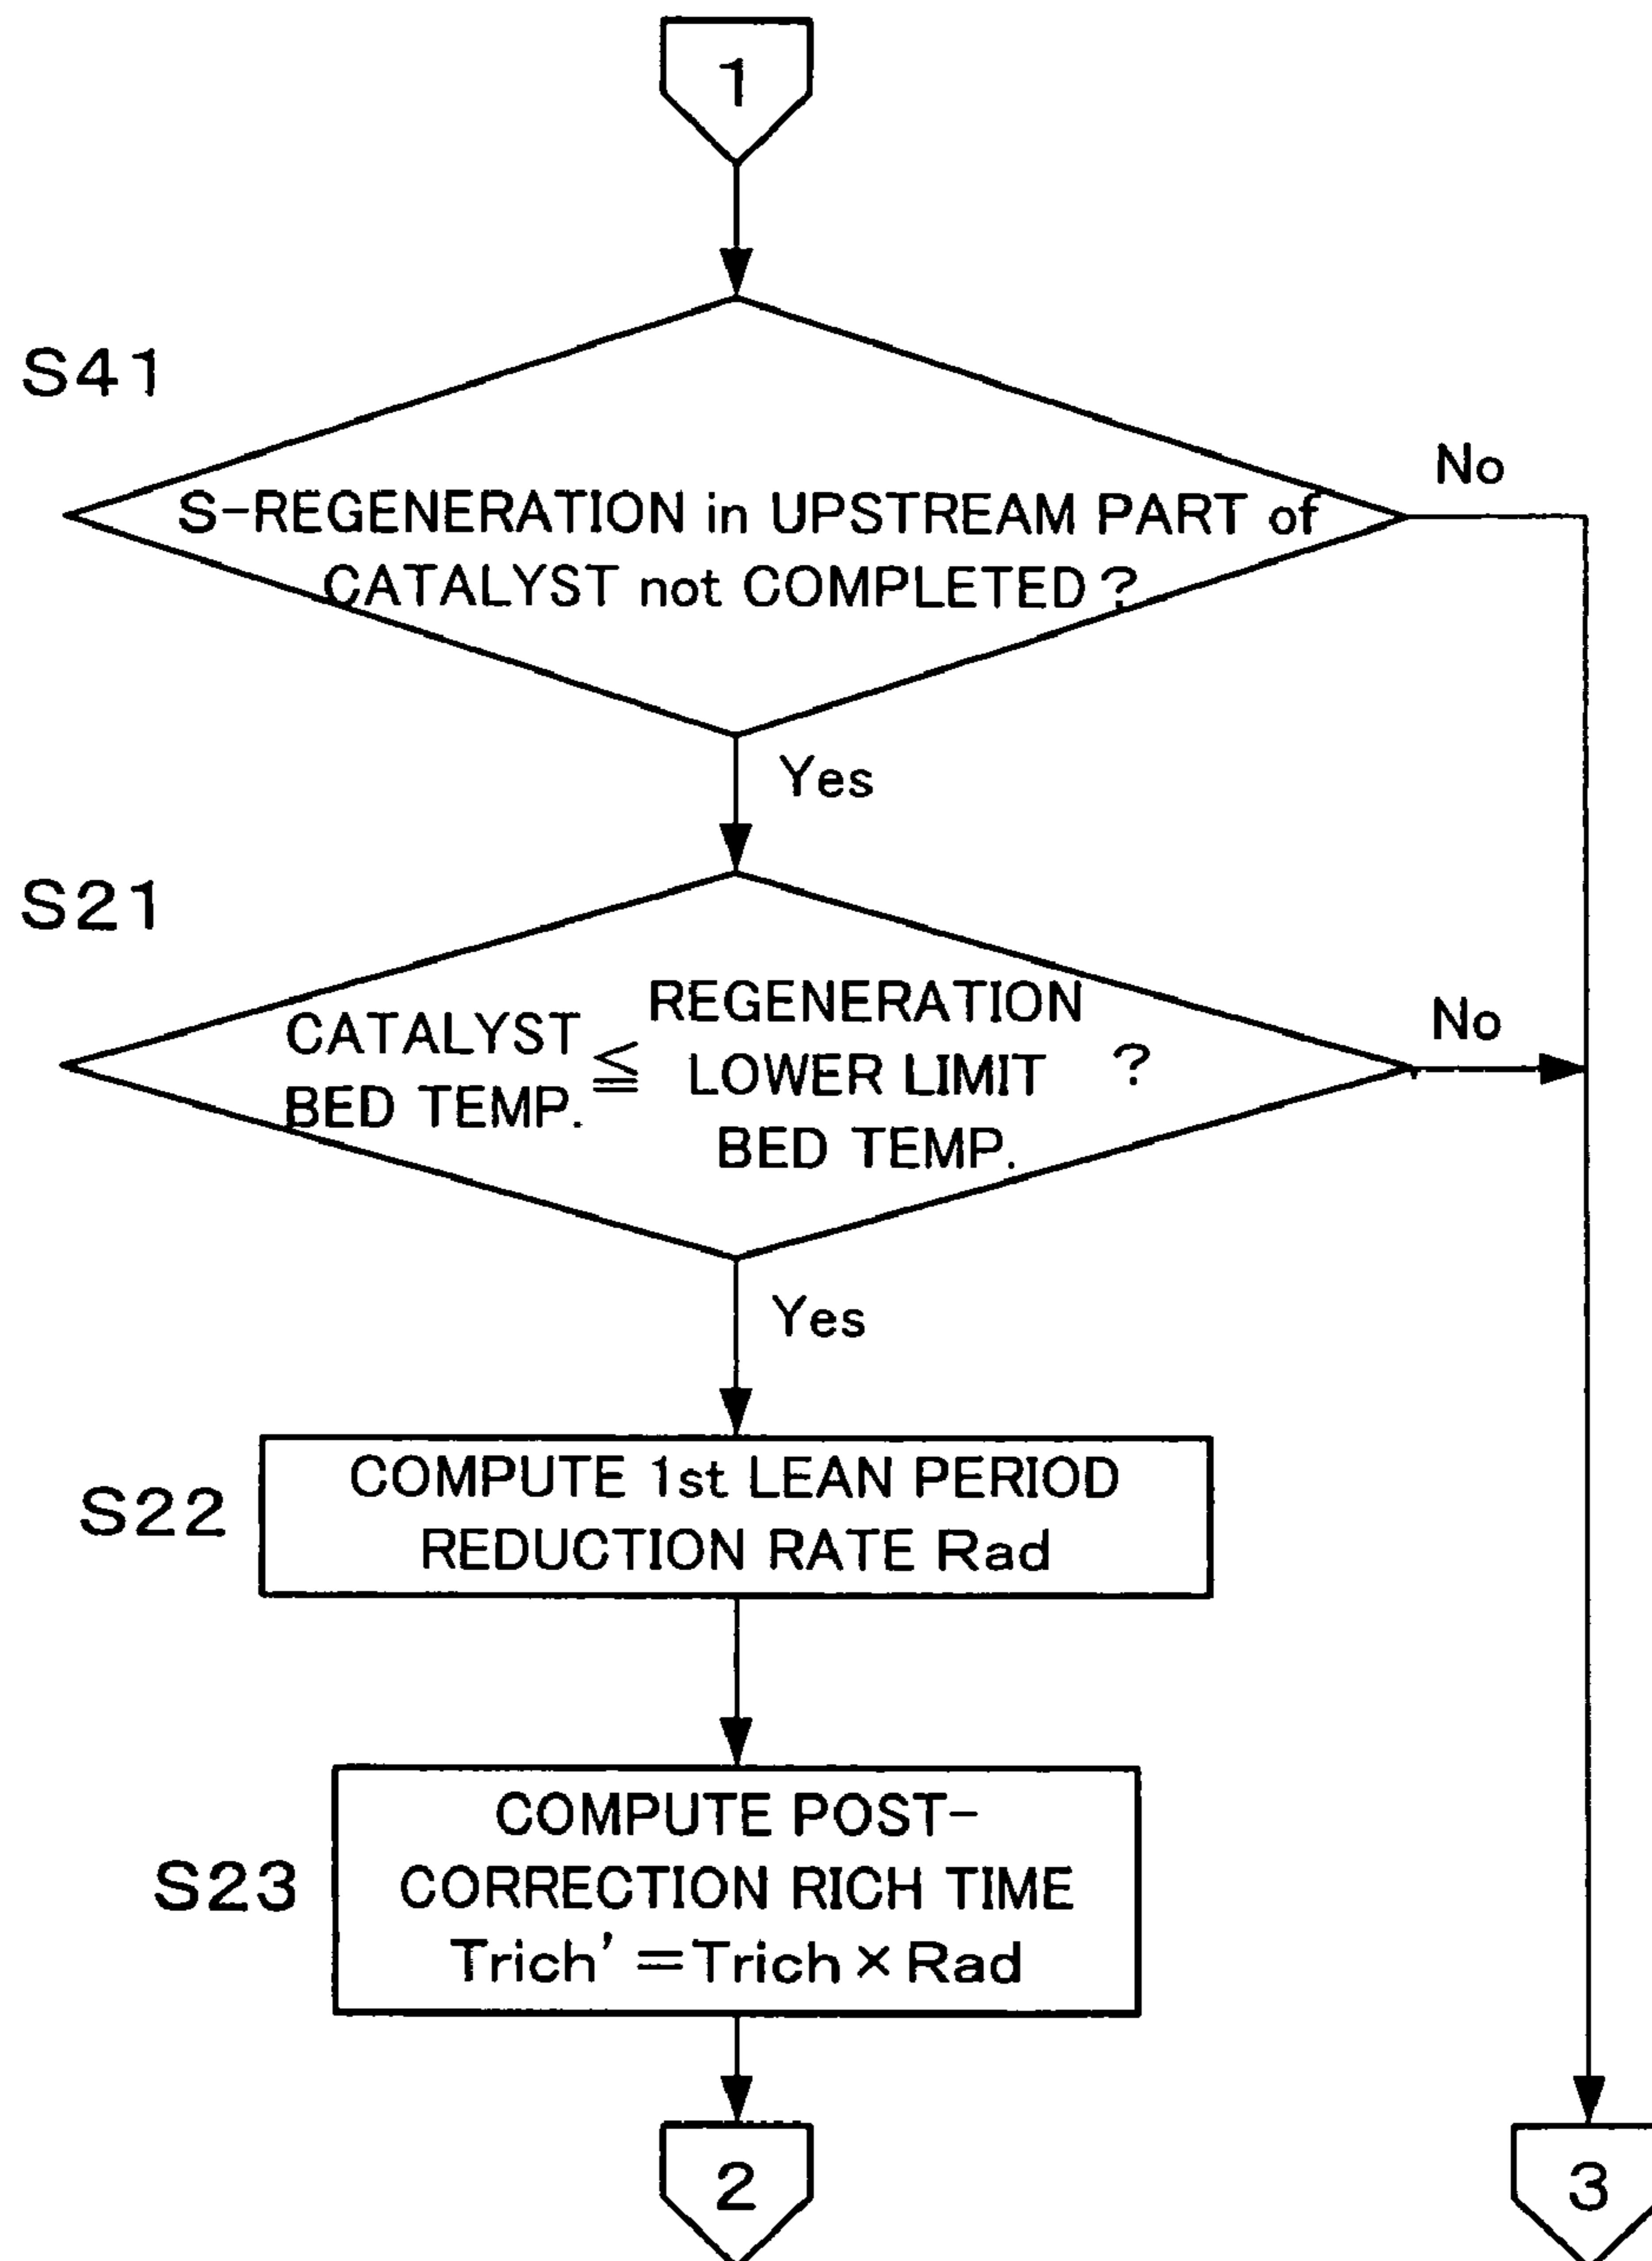 1
S41
No
S-REGENERATION in UPSTREAM PART of
CATALYST not COMPLETED ?
Yes
S21
CATALYST
BED TEMP.
≦
REGENERATION
LOWER LIMIT
BED TEMP.
?
No
Yes
S22
COMPUTE 1st LEAN PERIOD
REDUCTION RATE Rad
S23
COMPUTE POST-
CORRECTION RICH TIME
Trich' =Trich × Rad
2
3